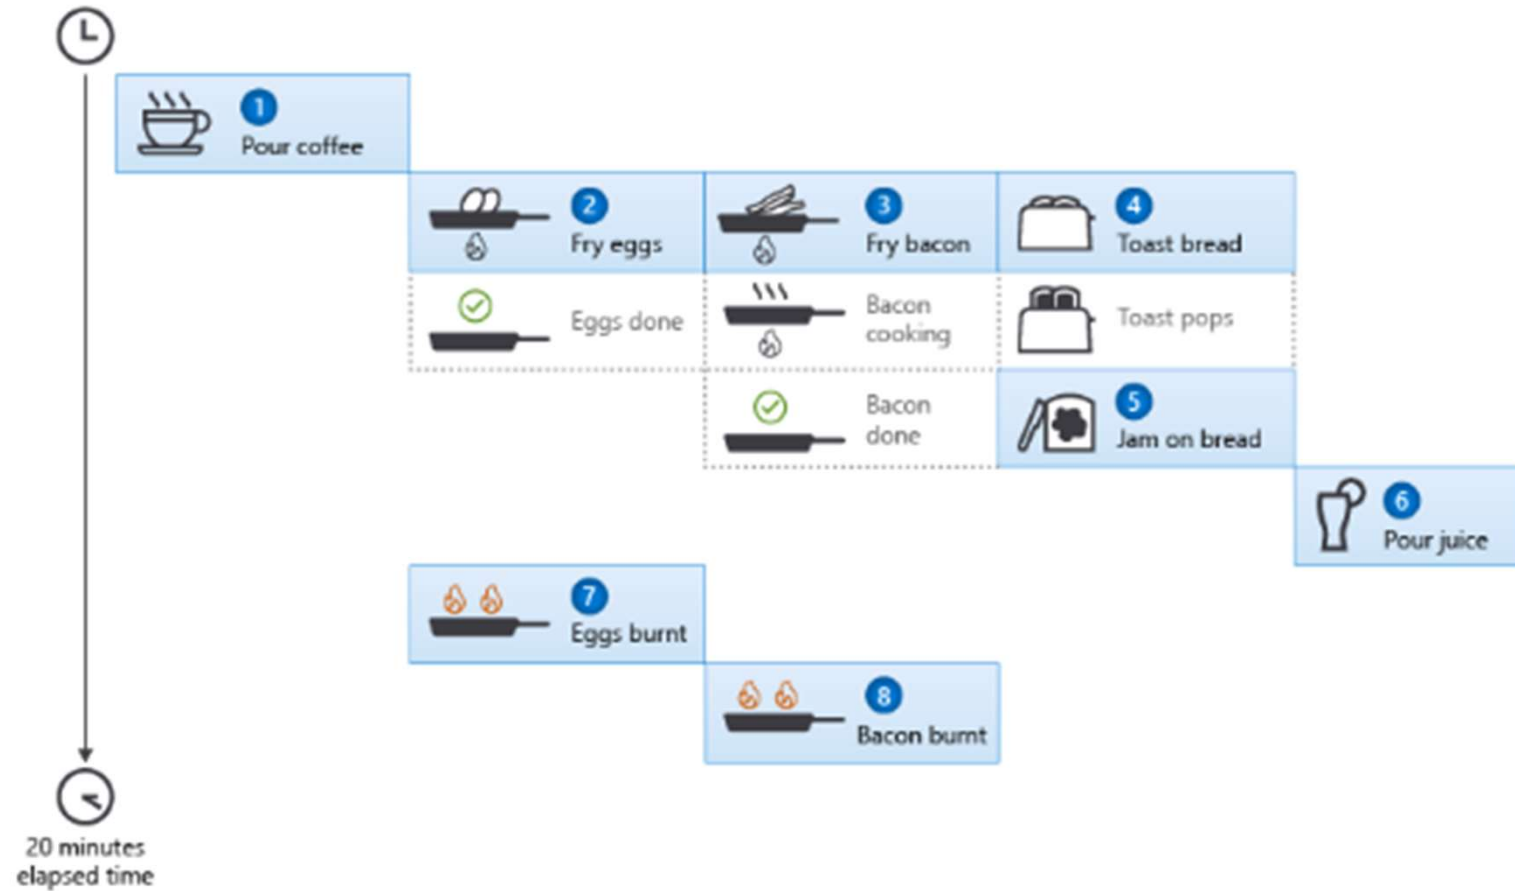 1
Pour coffee
2
Fry eggs
3
Fry bacon
4
Toast bread
Eggs done
Bacon
cooking
Toast pops
Bacon
done
5
Jam on bread
6
Pour juice
7
Eggs burnt
8
Bacon burnt
20 minutes
elapsed time